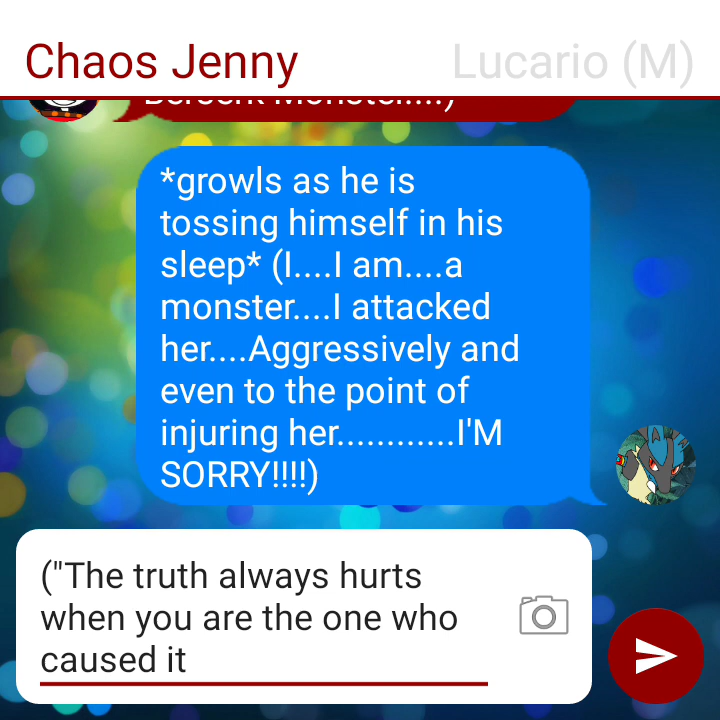 Chaos Jenny
Lucario (M)
*growls as he is
tossing himself in his
sleep* (I....I am....a
monster....I attacked
her....Aggressively and
even to the point of
injuring her............I'M
SORRY!!!!)
("The truth always hurts
when you are the one who
caused it